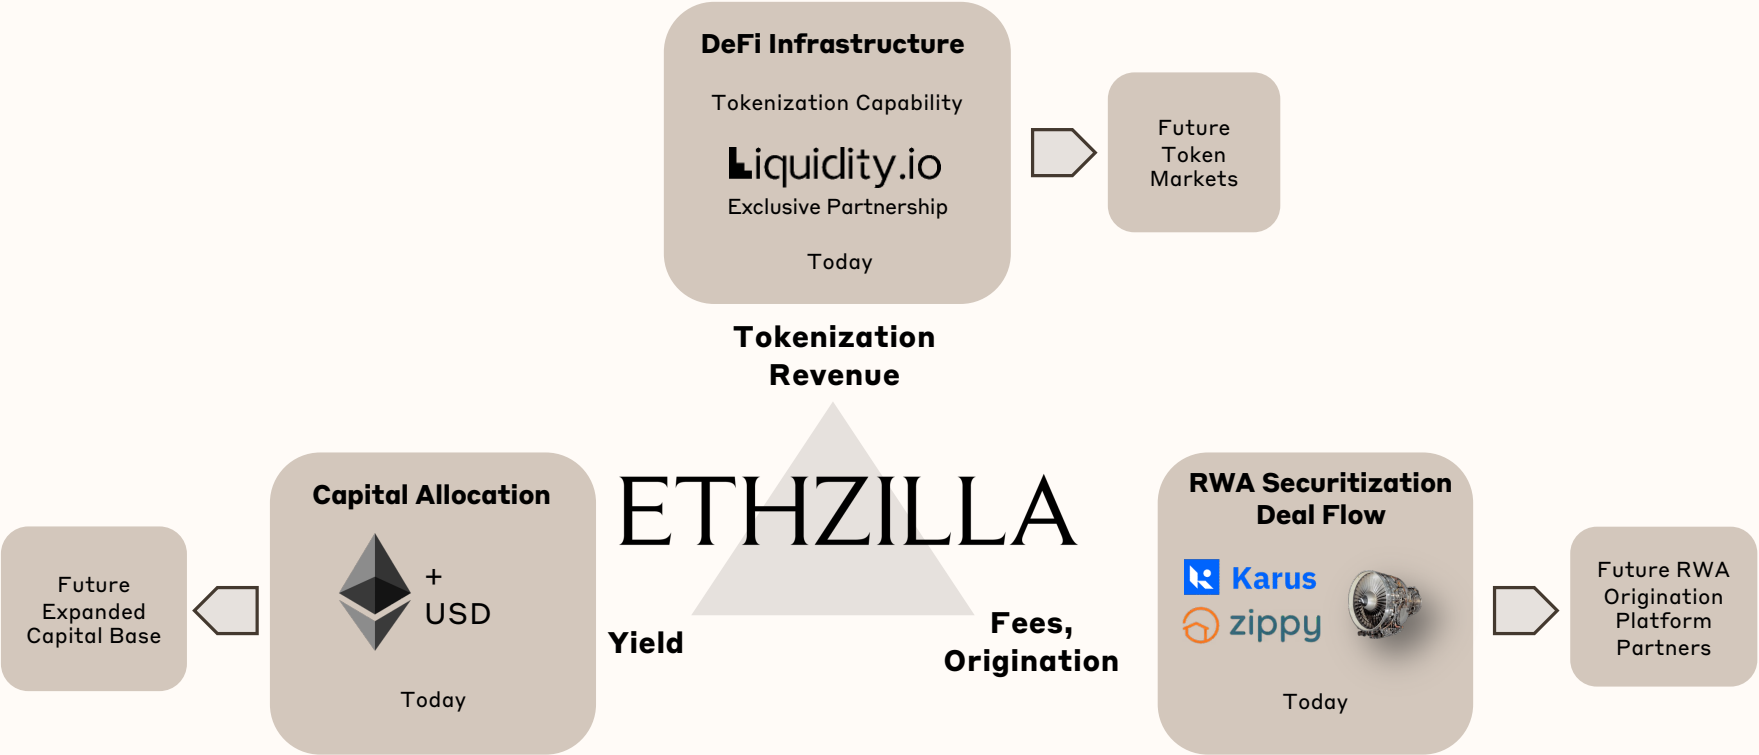 DeFi Infrastructure
Tokenization Capability
Liquidity.io
Exclusive Partnership
Today
Future
Token
Markets
Tokenization
Revenue
ETHZILLA
Capital Allocation
+
USD
Today
Future
Expanded
Capital Base
Yield
Fees,
Origination
RWA Securitization
Deal Flow
Karus
zippy
Today
Future RWA
Origination
Platform
Partners